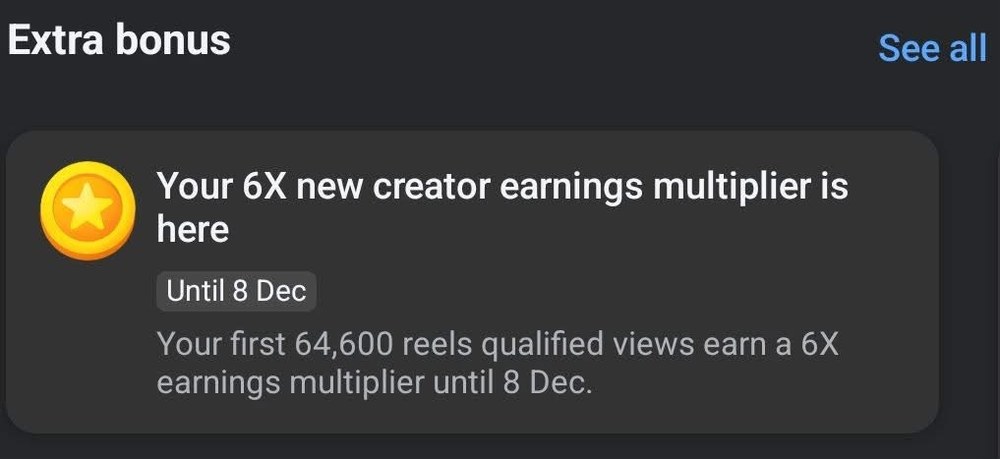 Extra bonus
See all
Your 6X new creator earnings multiplier is
here
Until 8 Dec
Your first 64,600 reels qualified views earn a 6X
earnings multiplier until 8 Dec.